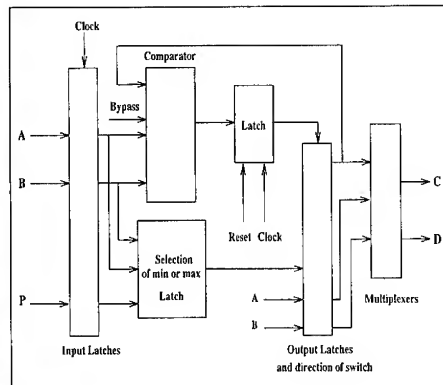 Clock
Comparator
Bypass
A
Latch
B
Reset Clock
C
D
Selection
of min or max
Latch
A
B
Multiplexers
P
Input Latches
Output Latches
and direction of switch